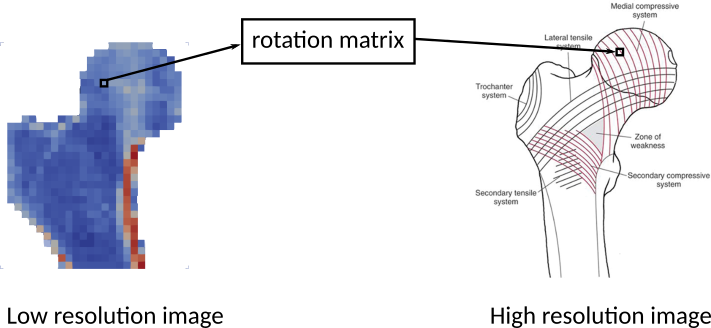 rotation matrix
Medial compressive
system
Lateral tensile
system
Trochanter
system
Zone of
weakness
Secondary compressive
system
Secondary tensile
system
Low resolution image
High resolution image